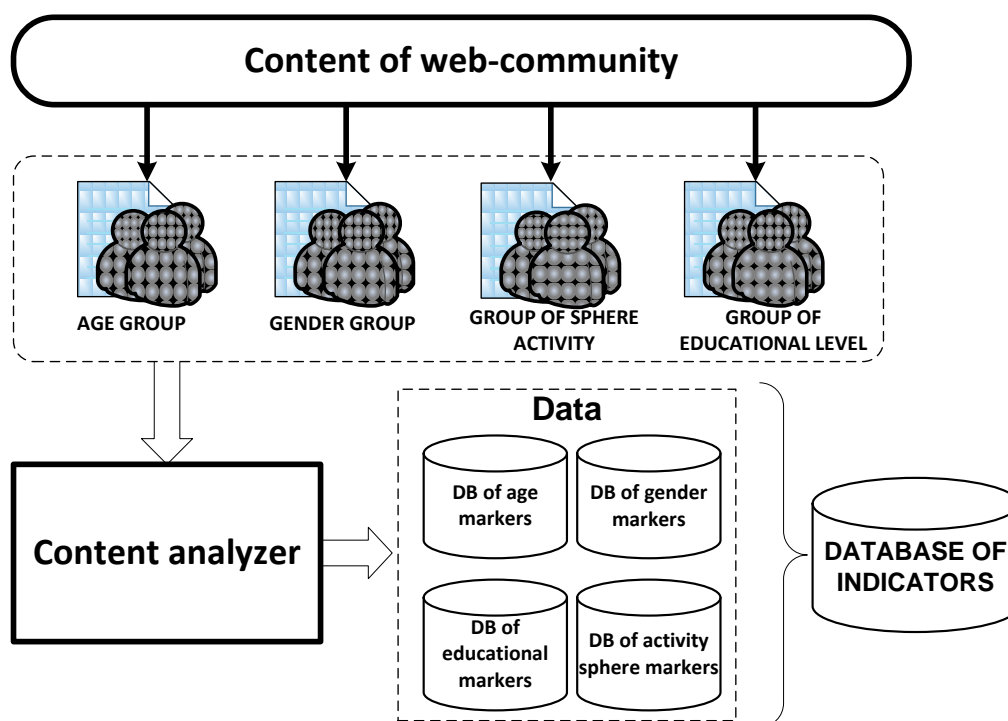 Content of web-community
AGE GROUP
GENDER GROUP
GROUP OF SPHERE
ACTIVITY
GROUP OF
EDUCATIONAL LEVEL
Data
DB of age
markers
DB of gender
markers
Content analyzer
DATABASE OF
INDICATORS
DB of
educational
markers
DB of activity
sphere markers